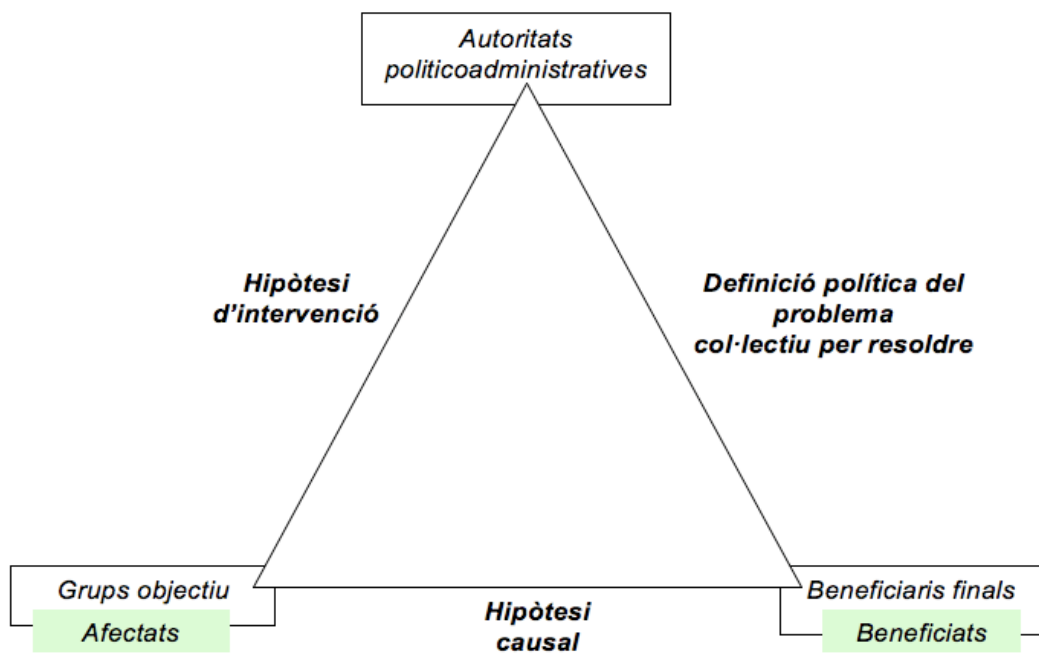 Autoritats
politicoadministratives
Hipòtesi
d'intervenció
Definició política del
problema
col·lectiu per resoldre
Grups objectiu
Afectats
Hipòtesi
causal
Beneficiaris finals
Beneficiats